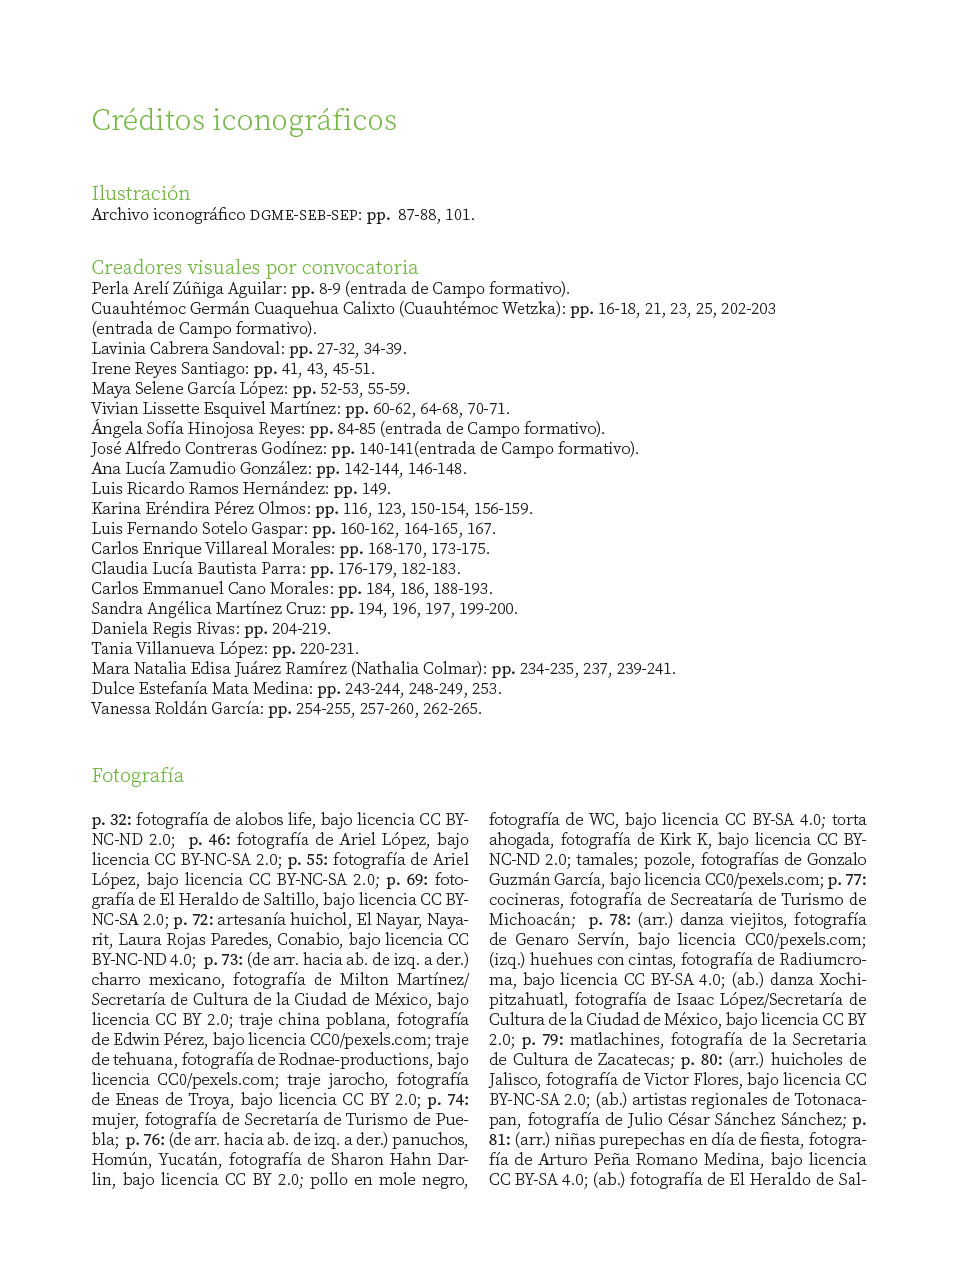 Créditos iconográficos
Ilustración
Archivo iconográfico DGME-SEB-SEP: pp. 87-88, 101.
Creadores visuales por convocatoria
Perla Arelí Zúñiga Aguilar: pp. 8-9 (entrada de Campo formativo).
Cuauhtémoc Germán Cuaquehua Calixto (Cuauhtémoc Wetzka): pp. 16-18, 21, 23, 25, 202-203
(entrada de Campo formativo).
Lavinia Cabrera Sandoval: pp. 27-32, 34-39.
Irene Reyes Santiago: pp. 41, 43, 45-51.
Maya Selene García López: pp. 52-53, 55-59.
Vivian Lissette Esquivel Martínez: pp. 60-62, 64-68, 70-71.
Ángela Sofía Hinojosa Reyes: pp. 84-85 (entrada de Campo formativo).
José Alfredo Contreras Godínez: pp. 140-141(entrada de Campo formativo).
Ana Lucía Zamudio González: pp. 142-144, 146-148.
Luis Ricardo Ramos Hernández: pp. 149.
Karina Eréndira Pérez Olmos: pp. 116, 123, 150-154, 156-159.
Luis Fernando Sotelo Gaspar: pp. 160-162, 164-165, 167.
Carlos Enrique Villareal Morales: pp. 168-170, 173-175.
Claudia Lucía Bautista Parra: pp. 176-179, 182-183.
Carlos Emmanuel Cano Morales: pp. 184, 186, 188-193.
Sandra Angélica Martínez Cruz: pp. 194, 196, 197, 199-200.
Daniela Regis Rivas: pp. 204-219.
Tania Villanueva López: pp. 220-231.
Mara Natalia Edisa Juárez Ramírez (Nathalia Colmar): pp. 234-235, 237, 239-241.
Dulce Estefanía Mata Medina: pp. 243-244, 248-249, 253.
Vanessa Roldán García: pp. 254-255, 257-260, 262-265.
Fotografía
p. 32: fotografía de alobos life, bajo licencia CC BY-
NC-ND 2.0; p. 46: fotografía de Ariel López, bajo
licencia CC BY-NC-SA 2.0; p. 55: fotografía de Ariel
López, bajo licencia CC BY-NC-SA 2.0; p. 69: foto-
grafía de El Heraldo de Saltillo, bajo licencia CC BY-
NC-SA 2.0; p. 72: artesanía huichol, El Nayar, Naya-
rit, Laura Rojas Paredes, Conabio, bajo licencia CC
BY-NC-ND 4.0; p. 73: (de arr. hacia ab. de izq. a der.)
charro mexicano, fotografía de Milton Martínez/
Secretaría de Cultura de la Ciudad de México, bajo
licencia CC BY 2.0; traje china poblana, fotografía
de Edwin Pérez, bajo licencia CC0/pexels.com; traje
de tehuana, fotografía de Rodnae-productions, bajo
licencia CC0/pexels.com; traje jarocho, fotografía
de Eneas de Troya, bajo licencia CC BY 2.0; p. 74:
mujer, fotografía de Secretaría de Turismo de Pue-
bla; p. 76: (de arr. hacia ab. de izq. a der.) panuchos,
Homún, Yucatán, fotografía de Sharon Hahn Dar-
lin, bajo licencia CC BY 2.0; pollo en mole negro,
fotografía de WC, bajo licencia CC BY-SA 4.0; torta
ahogada, fotografía de Kirk K, bajo licencia CC BY-
NC-ND 2.0; tamales; pozole, fotografías de Gonzalo
Guzmán García, bajo licencia CC0/pexels.com; p. 77:
cocineras, fotografía de Secreataría de Turismo de
Michoacán; p. 78: (arr.) danza viejitos, fotografía
de Genaro Servín, bajo licencia CC0/pexels.com;
(izq.) huehues con cintas, fotografía de Radiumcro-
ma, bajo licencia CC BY-SA 4.0; (ab.) danza Xochi-
pitzahuatl, fotografía de Isaac López/Secretaría de
Cultura de la Ciudad de México, bajo licencia CC BY
2.0; p. 79: matlachines, fotografía de la Secretaria
de Cultura de Zacatecas; p. 80: (arr.) huicholes de
Jalisco, fotografía de Victor Flores, bajo licencia CC
BY-NC-SA 2.0; (ab.) artistas regionales de Totonaca-
pan, fotografía de Julio César Sánchez Sánchez; p.
81: (arr.) niñas purepechas en día de fiesta, fotogra-
fía de Arturo Peña Romano Medina, bajo licencia
CC BY-SA 4.0; (ab.) fotografía de El Heraldo de Sal-